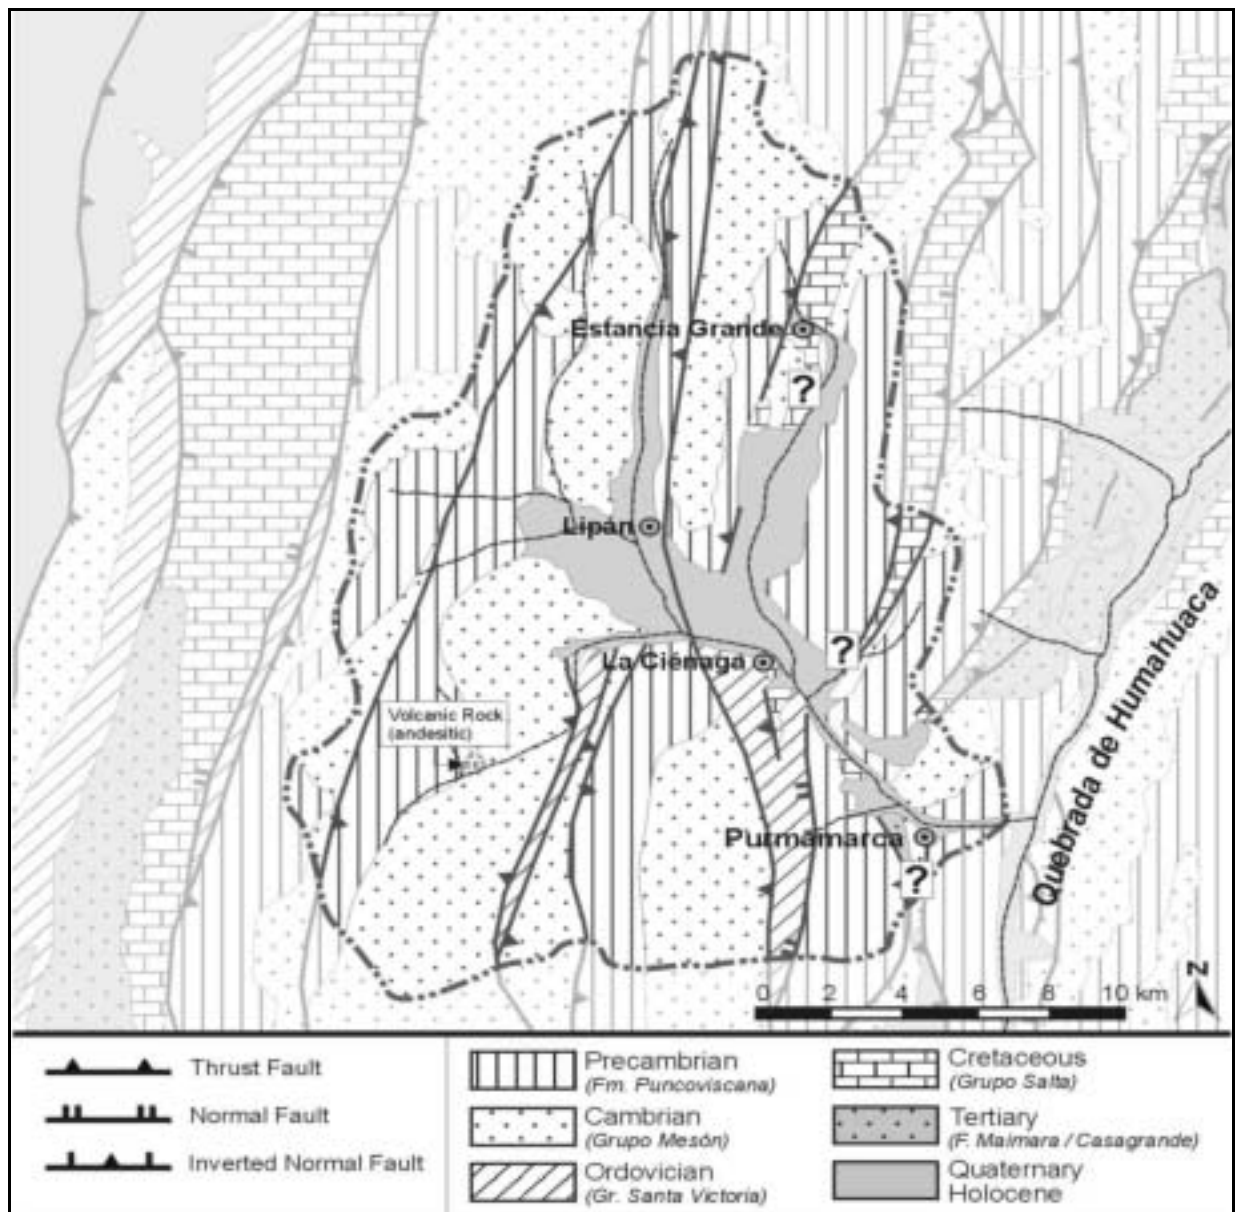 Estancia Grande
?
Lipán
?
La Ciénaga
Volcanic Rock
(andesitic)
Quebrada de Humahuaca
Purmamarca
?
N
0 2 4 6 8 10 km
Thrust Fault
Normal Fault
Inverted Normal Fault
Precambrian
(Fm. Puncoviscana)
Cambrian
(Grupo Mesón)
Ordovician
(Gr. Santa Victoria)
Cretaceous
(Grupo Salta)
Tertiary
(F. Maimara / Casagrande)
Quaternary
Holocene